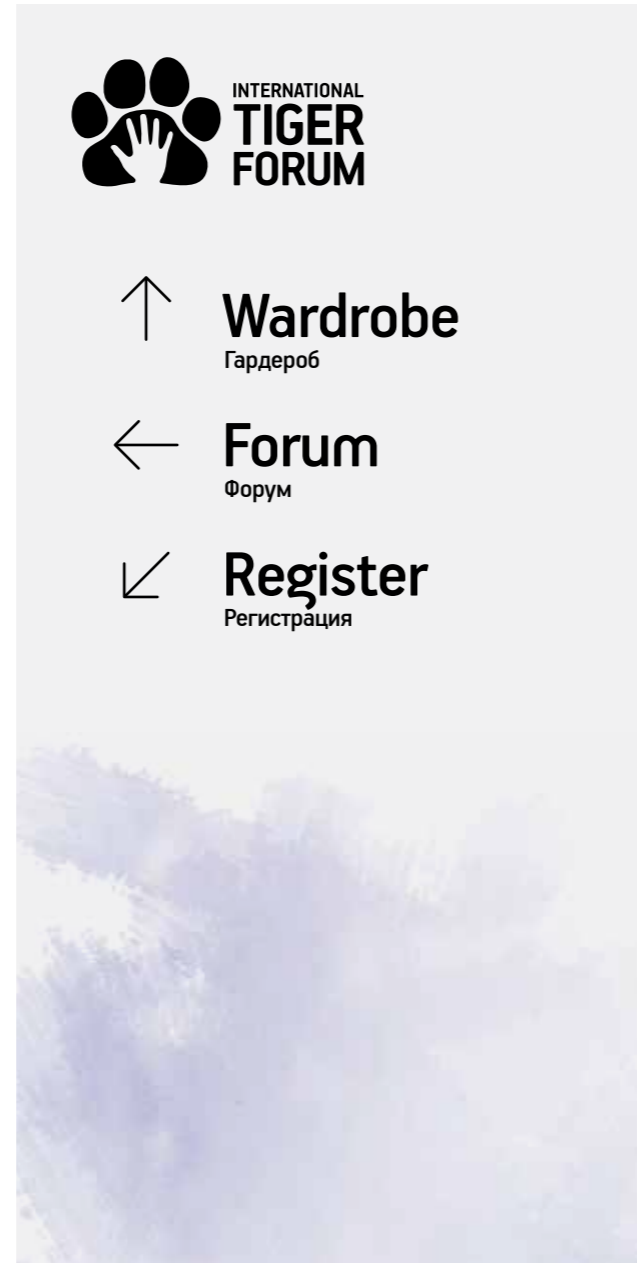 INTERNATIONAL
TIGER
FORUM
Wardrobe
Гардероб
Forum
Форум
Register
Регистрация